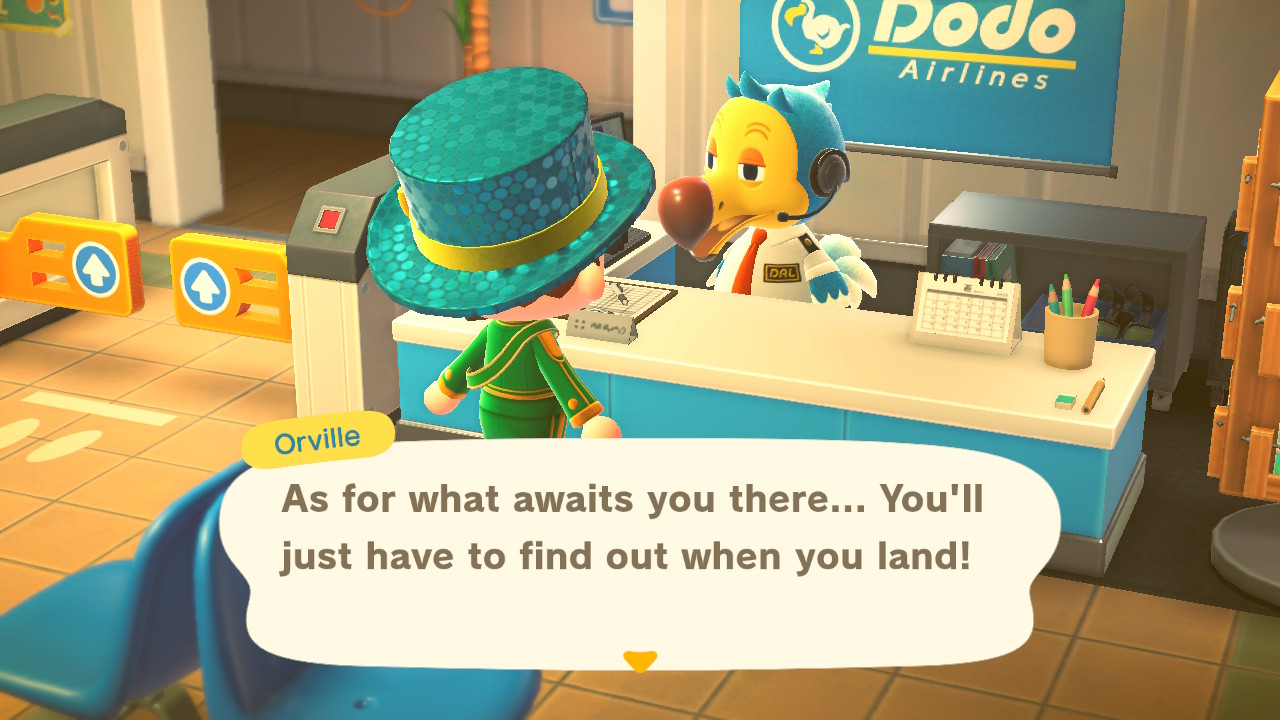 Dodo
Airlines
DAL
Orville
As for what awaits you there... You'll
just have to find out when you land!